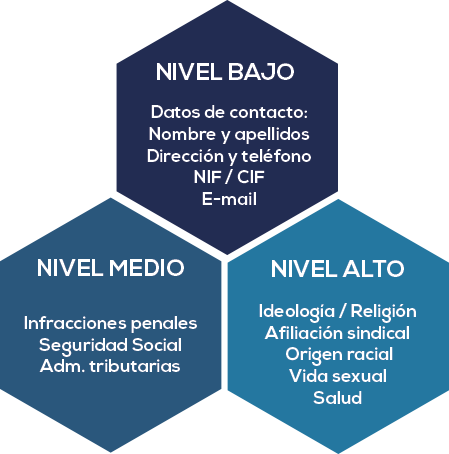 NIVEL BAJO
Datos de contacto:
Nombre y apellidos
Dirección y teléfono
NIF / CIF
E-mail
NIVEL MEDIO
Infracciones penales
Seguridad Social
Adm. tributarias
NIVEL ALTO
Ideología / Religión
Afiliación sindical
Origen racial
Vida sexual
Salud